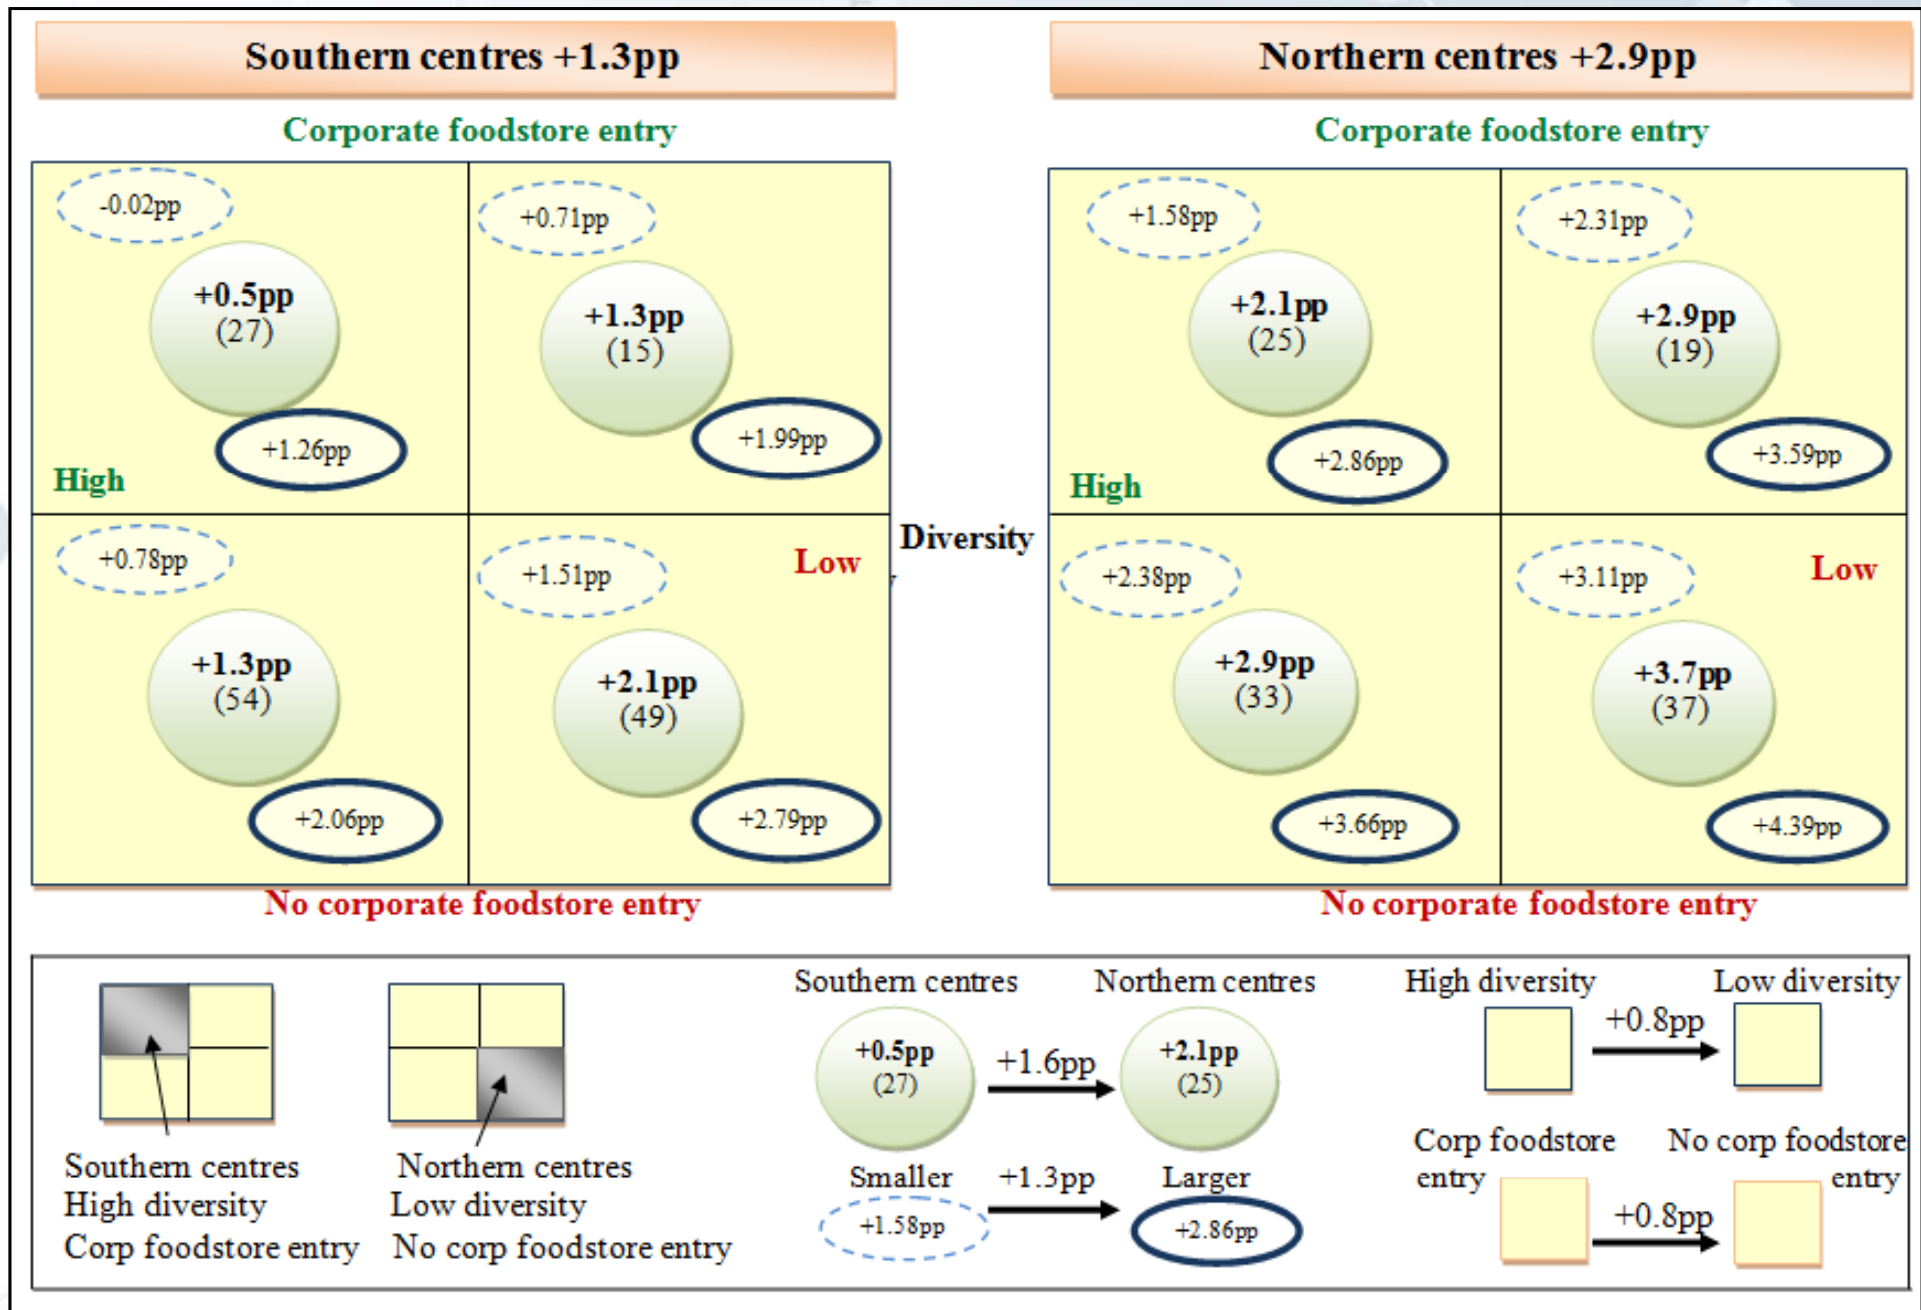 Southern centres +1.3pp
Northern centres +2.9pp
Corporate foodstore entry
Corporate foodstore entry
-0.02pp
+0.71pp
+0.5pp
(27)
+1.3pp
(15)
+1.26pp
+1.99pp
High
+1.58pp
+2.31pp
+2.1pp
(25)
+2.9pp
(19)
+2.86pp
+3.59pp
High
Diversity
+0.78pp
+1.51pp
Low
+1.3pp
(54)
+2.1pp
(49)
+2.06pp
+2.79pp
+2.38pp
+3.11pp
Low
+2.9pp
(33)
+3.7pp
(37)
+3.66pp
+4.39pp
No corporate foodstore entry
No corporate foodstore entry
Southern centres
High diversity
Corp foodstore entry
Northern centres
Low diversity
No corp foodstore entry
Southern centres
Northern centres
+0.5pp
(27)
+1.6pp
+2.1pp
(25)
Smaller
+1.3pp
Larger
+1.58pp
+2.86pp
High diversity
Low diversity
+0.8pp
Corp foodstore
entry
No corp foodstore
entry
+0.8pp